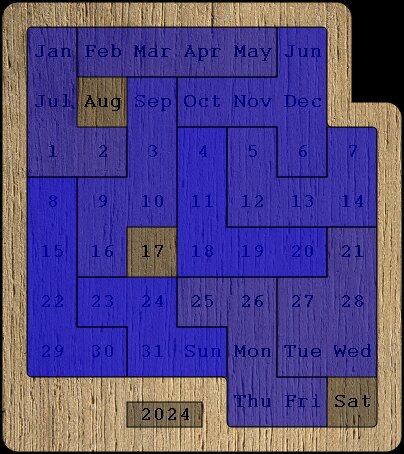 Jan Feb Mar Apr May Jun
Jul Aug Sep Oct Nov Dec
1 2 3 4 5 6 7
8 9 10 11 12 13 14
15 16 17 18 19 20 21
22 23 24 25 26 27 28
29 30 31 Sun Mon Tue Wed
Thu Fri Sat
2024